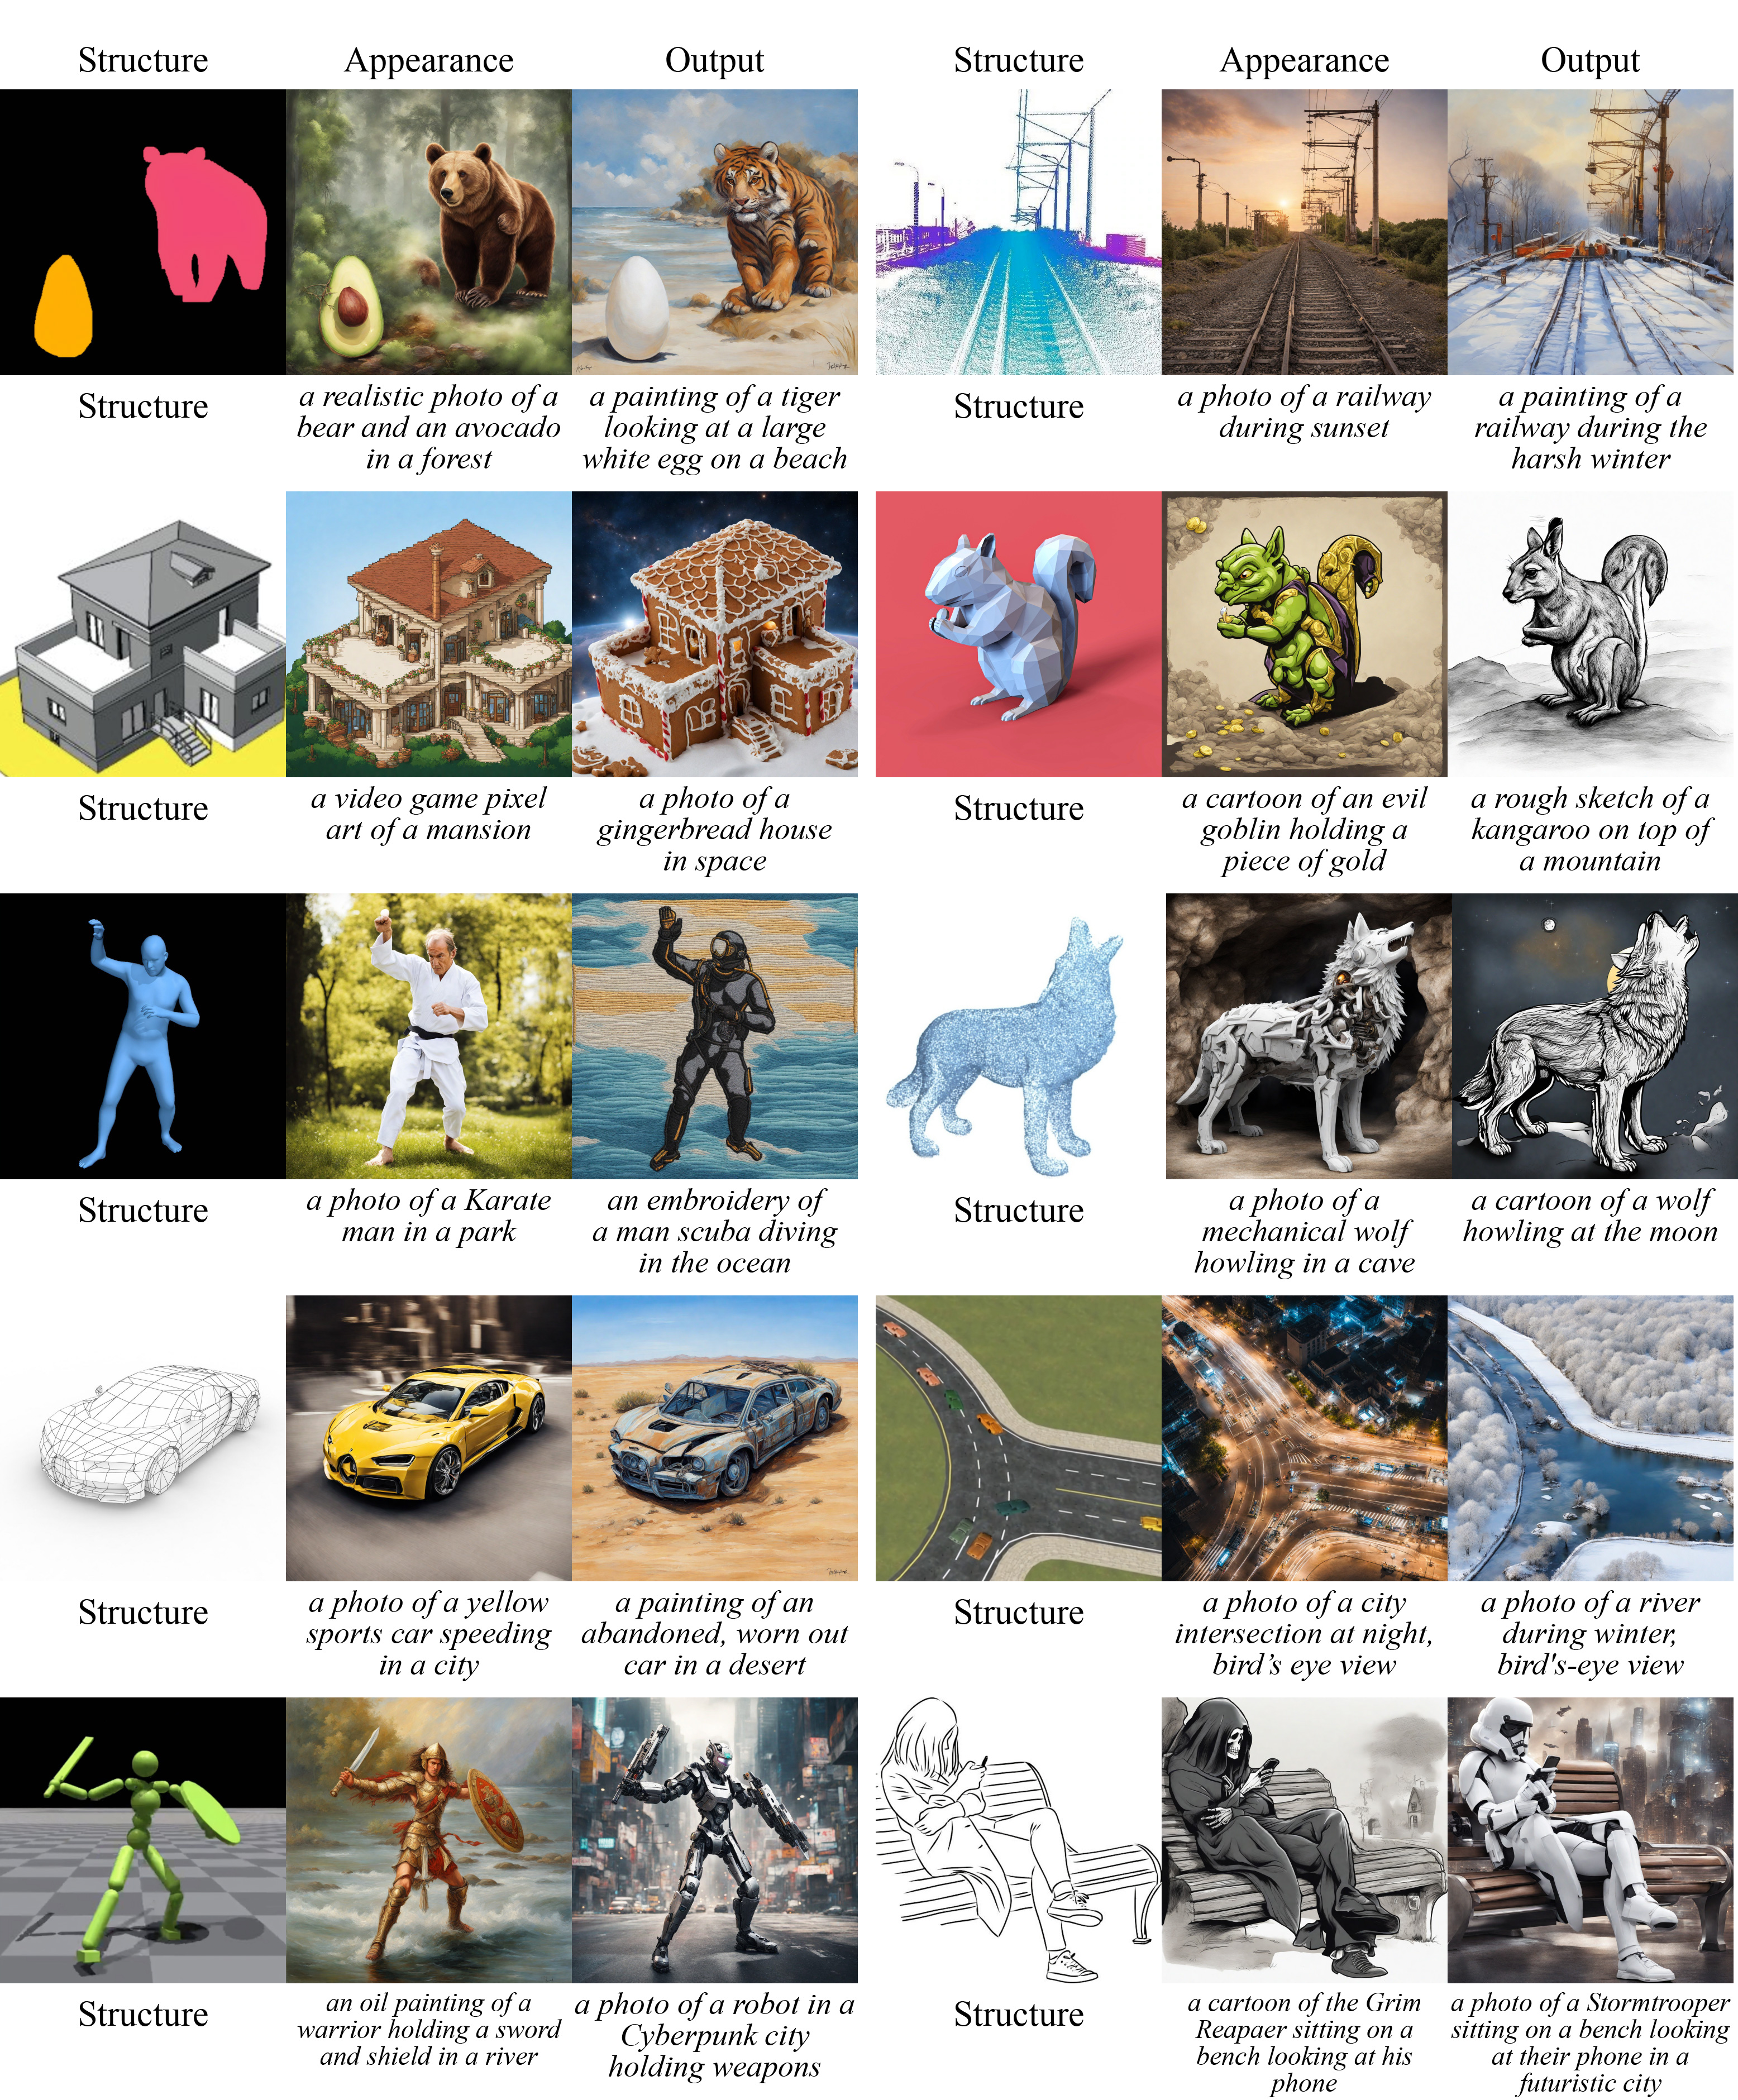 Structure
Appearance
Output
Structure
Appearance
Output
Structure
a realistic photo of a
bear and an avocado
in a forest
a painting of a tiger
looking at a large
white egg on a beach
Structure
a photo of a railway
during sunset
a painting of a
railway during the
harsh winter
Structure
a video game pixel
art of a mansion
a photo of a
gingerbread house
in space
Structure
a cartoon of an evil
goblin holding a
piece of gold
a rough sketch of a
kangaroo on top of
a mountain
Structure
a photo of a Karate
man in a park
an embroidery of
a man scuba diving
in the ocean
Structure
a photo of a
mechanical wolf
howling in a cave
a cartoon of a wolf
howling at the moon
Structure
a photo of a yellow
sports car speeding
in a city
a painting of an
abandoned, worn out
car in a desert
Structure
a photo of a city
intersection at night,
bird’s eye view
a photo of a river
during winter,
bird's-eye view
Structure
an oil painting of a
warrior holding a sword
and shield in a river
a photo of a robot in a
Cyberpunk city
holding weapons
Structure
a cartoon of the Grim
Reapaer sitting on a
bench looking at his
phone
a photo of a Stormtrooper
sitting on a bench looking
at their phone in a
futuristic city